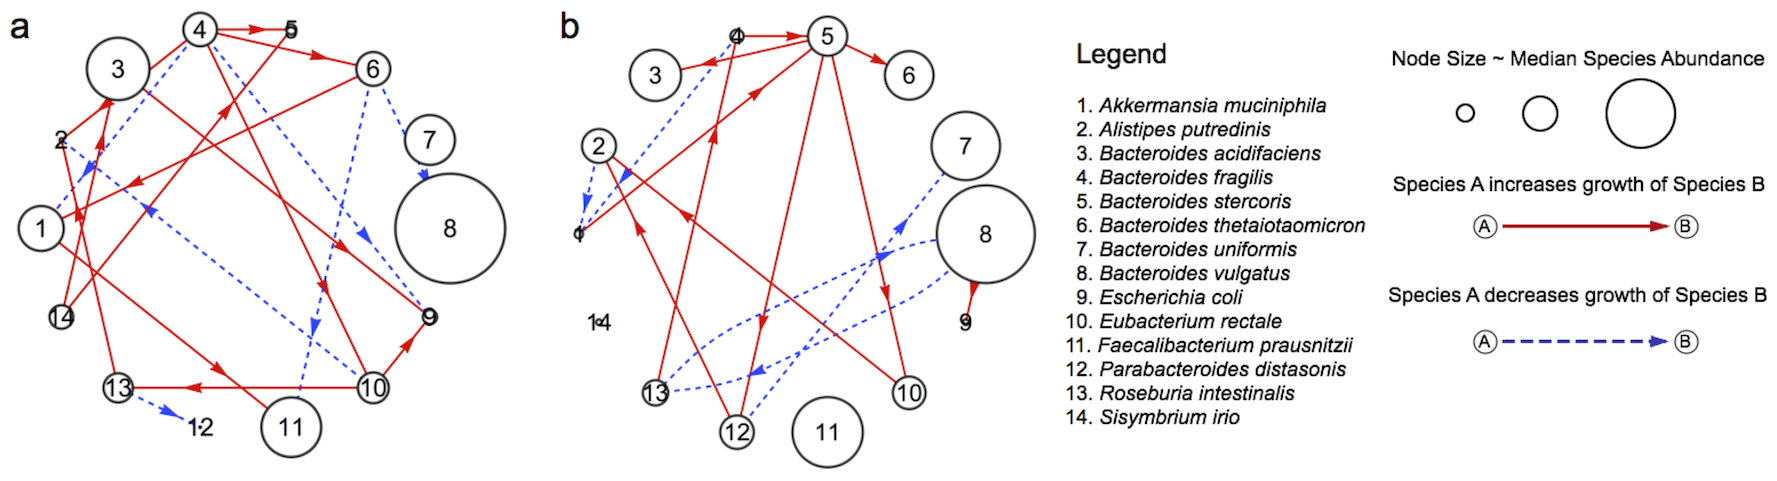 a
4
5
3
6
2
7
1
8
14
9
13
10
12
11
b
4
5
3
6
2
7
1
8
14
9
13
10
12
11
Legend
1. Akkermansia muciniphila
2. Alistipes putredinis
3. Bacteroides acidifaciens
4. Bacteroides fragilis
5. Bacteroides stercoris
6. Bacteroides thetaiotaomicron
7. Bacteroides uniformis
8. Bacteroides vulgatus
9. Escherichia coli
10. Eubacterium rectale
11. Faecalibacterium prausnitzii
12. Parabacteroides distasonis
13. Roseburia intestinalis
14. Sisymbrium irio
Node Size ~ Median Species Abundance
Species A increases growth of Species B
A B
Species A decreases growth of Species B
A B